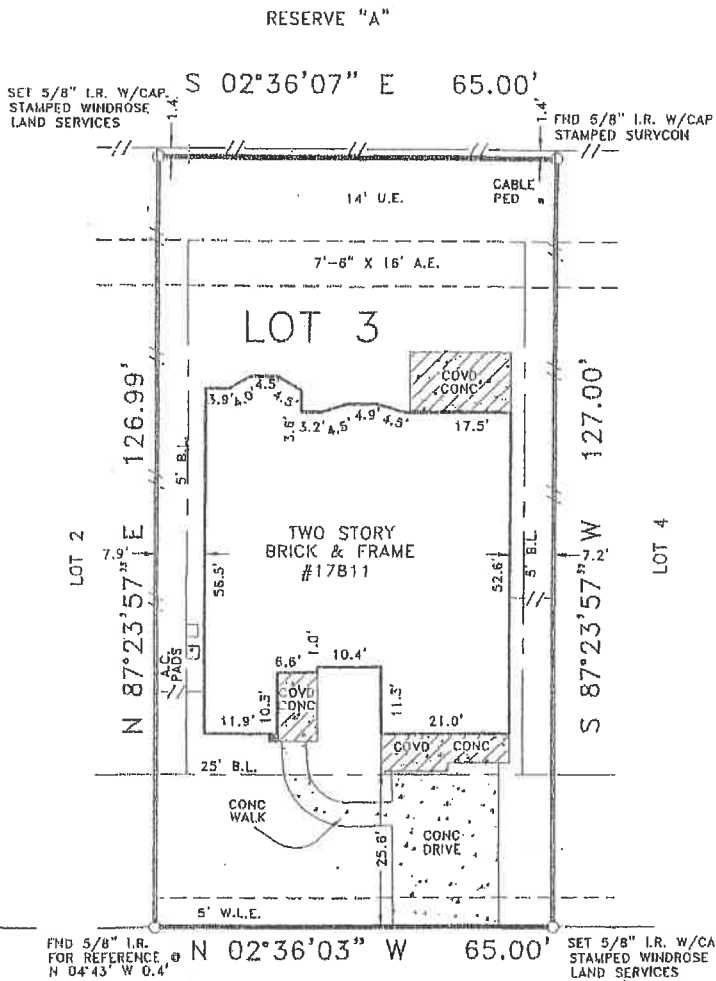 RESERVE "A"
S 02°36'07" E 65.00'
SET 5/8" I.R. W/CAP
STAMPED WINDROSE
LAND SERVICES
1.4'
1.4'
FND 5/8" I.R. W/CAP
STAMPED SURVCON
CABLE
PED
14' U.E.
7'-6" X 16' A.E.
LOT 3
COVD
CONC
3.9'
4.0'
4.5'
4.5'
3.6'
3.2'
4.5'
4.9'
4.5'
17.5'
N 87°23'57" E 126.99'
5' B.L.
LOT 2
7.9'
56.5'
TWO STORY
BRICK & FRAME
#17811
52.6'
5' B.L.
7.2'
S 87°23'57" W 127.00'
LOT 4
A.C.
PADS
6.6'
1.0'
10.4'
COVD
CONC
10.3'
11.3'
11.9'
21.0'
COVD CONC
25' B.L.
CONC
WALK
25.6'
CONC
DRIVE
5' W.L.E.
FND 5/8" I.R.
FOR REFERENCE @
N 04°43' W 0.4'
N 02°36'03" W 65.00'
SET 5/8" I.R. W/CA
STAMPED WINDROSE
LAND SERVICES